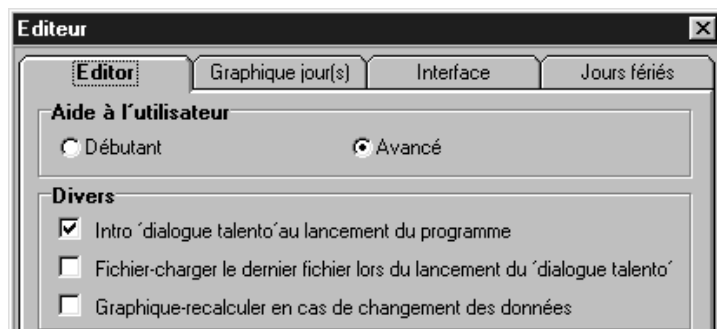 Editeur
Editor Graphique jour(s) Interface Jours fériés
Aide à l´utilisateur
Débutant Avancé
Divers
Intro ´dialogue talento´au lancement du programme
Fichier-charger le dernier fichier lors du lancement du ´dialogue talento´
Graphique-recalculer en cas de changement des données